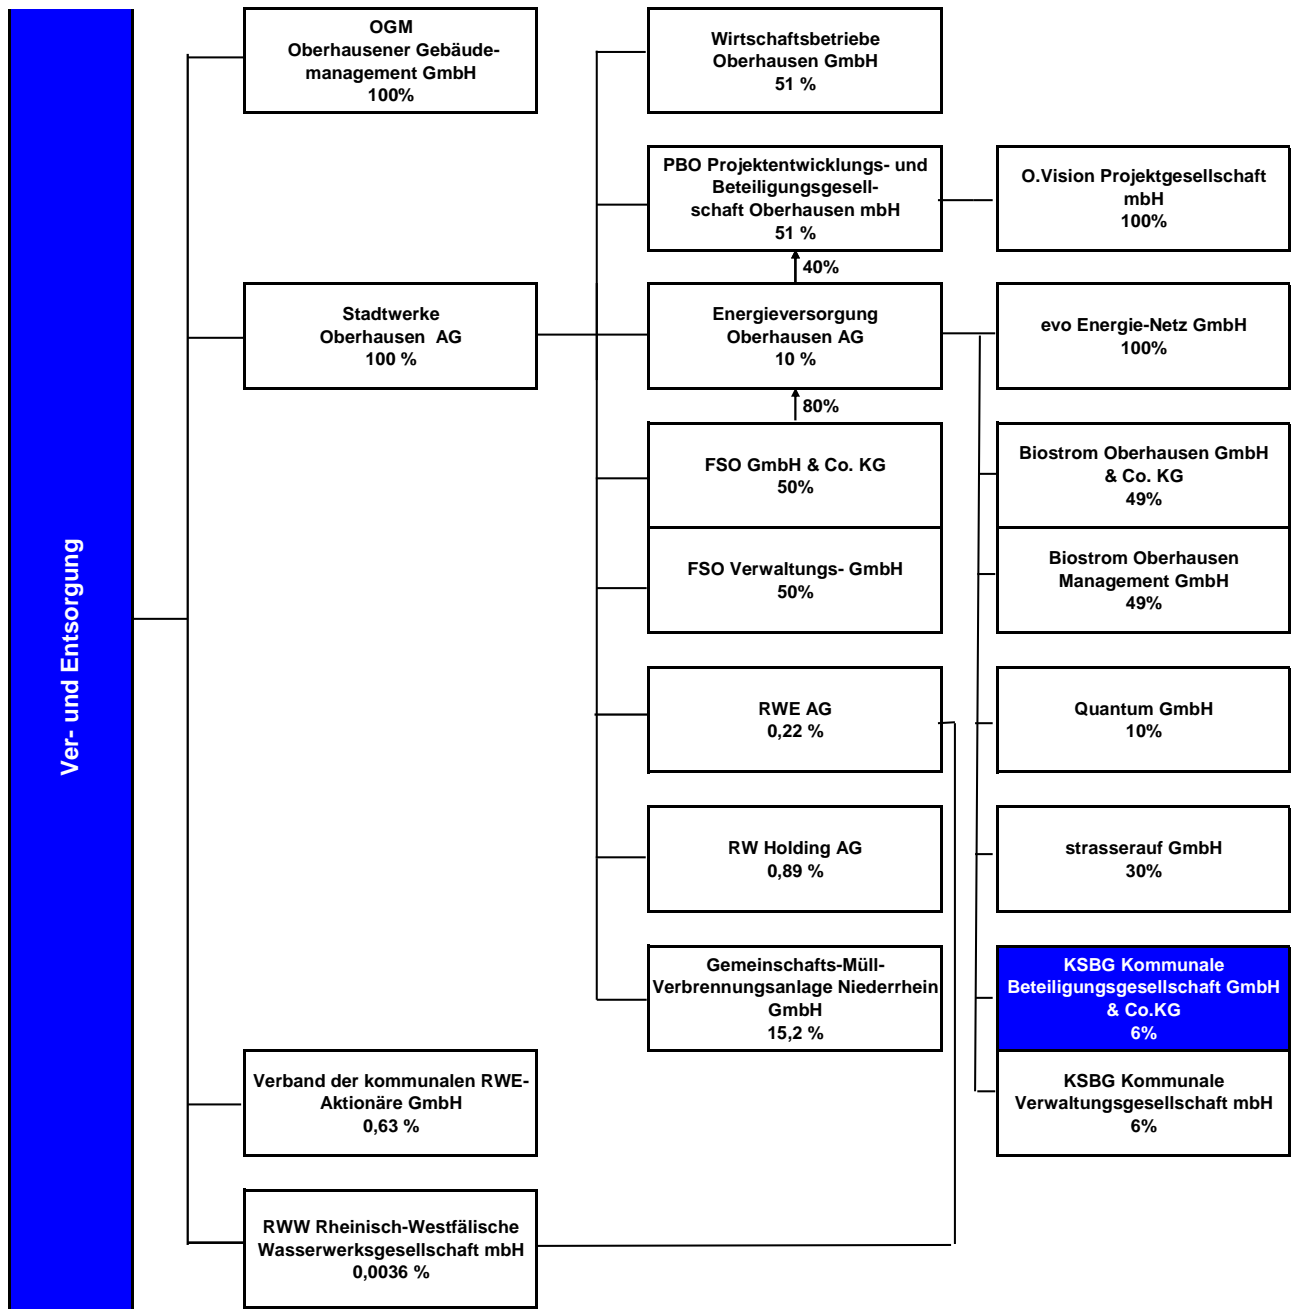 Ver- und Entsorgung
OGM
Oberhausener Gebäude-
management GmbH
100%
Stadtwerke
Oberhausen AG
100 %
Verband der kommunalen RWE-
Aktionäre GmbH
0,63 %
RWW Rheinisch-Westfälische
Wasserwerksgesellschaft mbH
0,0036 %
Wirtschaftsbetriebe
Oberhausen GmbH
51 %
PBO Projektentwicklungs- und
Beteiligungsgesell-
schaft Oberhausen mbH
51 %
40%
Energieversorgung
Oberhausen AG
10 %
80%
FSO GmbH & Co. KG
50%
FSO Verwaltungs- GmbH
50%
RWE AG
0,22 %
RW Holding AG
0,89 %
Gemeinschafts-Müll-
Verbrennungsanlage Niederrhein
GmbH
15,2 %
O.Vision Projektgesellschaft
mbH
100%
evo Energie-Netz GmbH
100%
Biostrom Oberhausen GmbH
& Co. KG
49%
Biostrom Oberhausen
Management GmbH
49%
Quantum GmbH
10%
strasserauf GmbH
30%
KSBG Kommunale
Beteiligungsgesellschaft GmbH
& Co.KG
6%
KSBG Kommunale
Verwaltungsgesellschaft mbH
6%